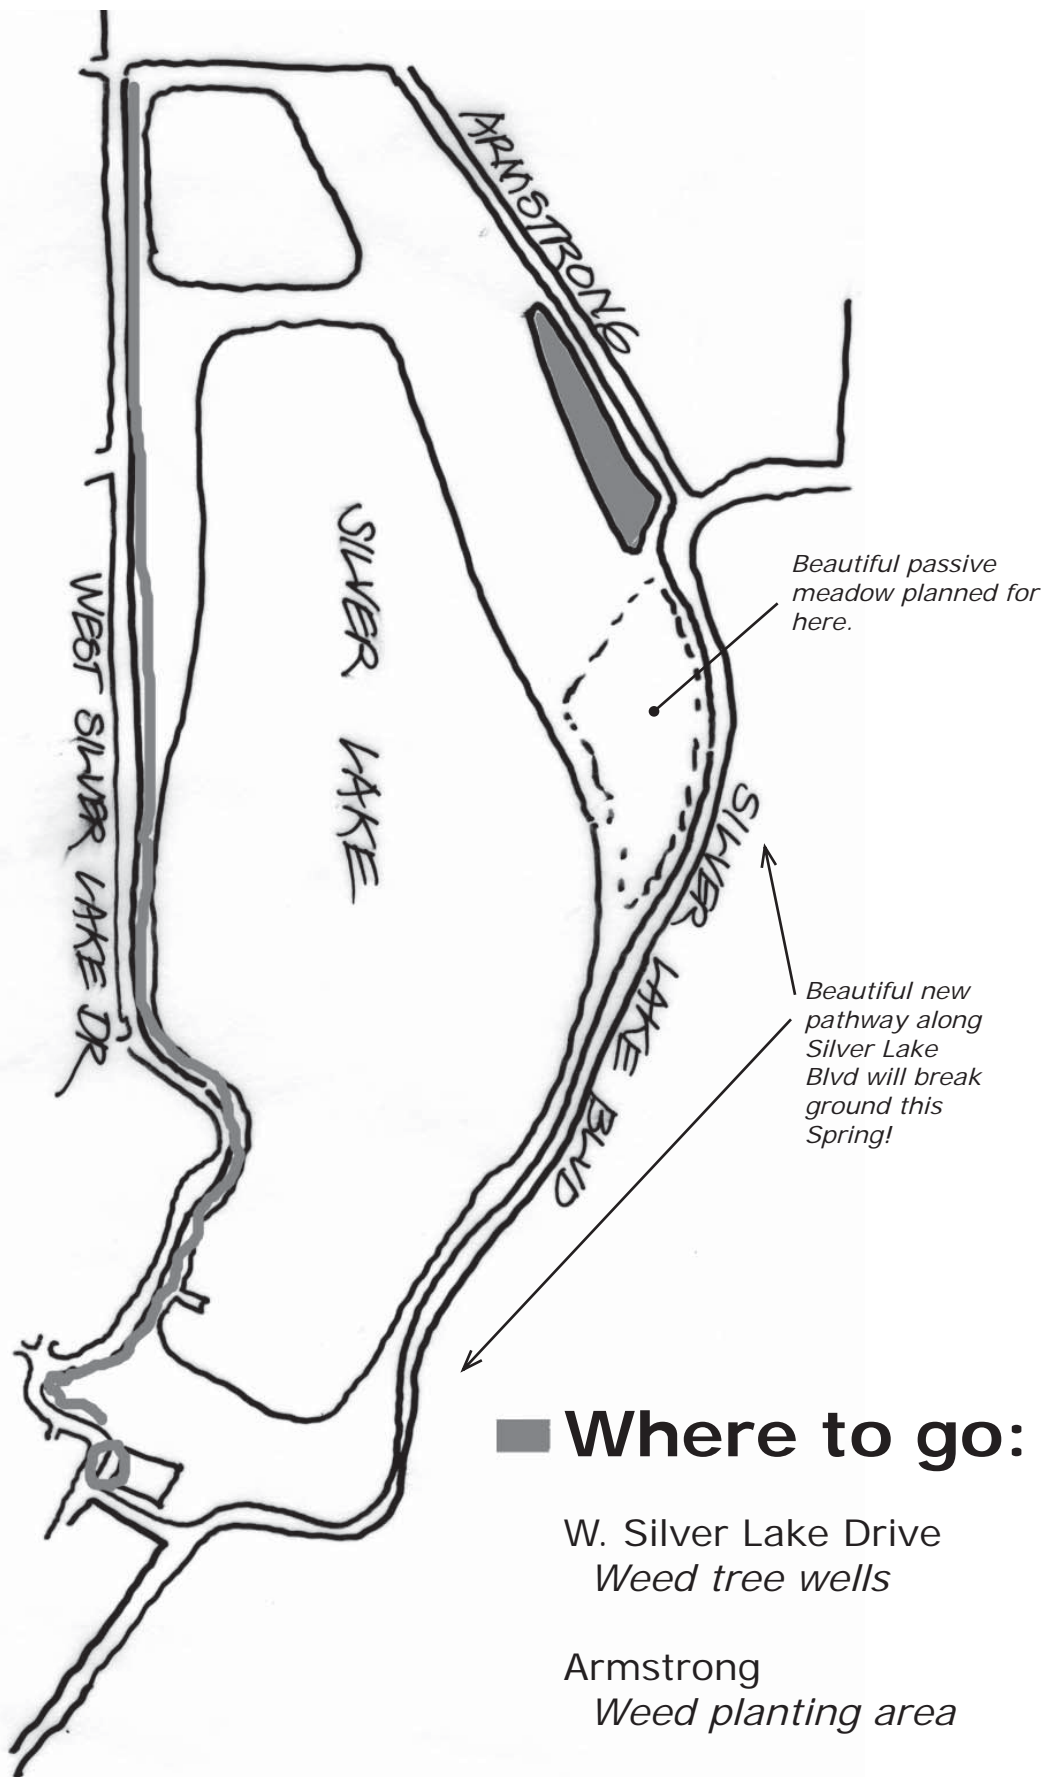 ARMSTRONG
Beautiful passive
meadow planned for
here.
SILVER LAKE
WEST SILVER LAKE DR
SILVER LAKE BLVD
Beautiful new
pathway along
Silver Lake
Blvd will break
ground this
Spring!
Where to go:
W. Silver Lake Drive
Weed tree wells
Armstrong
Weed planting area